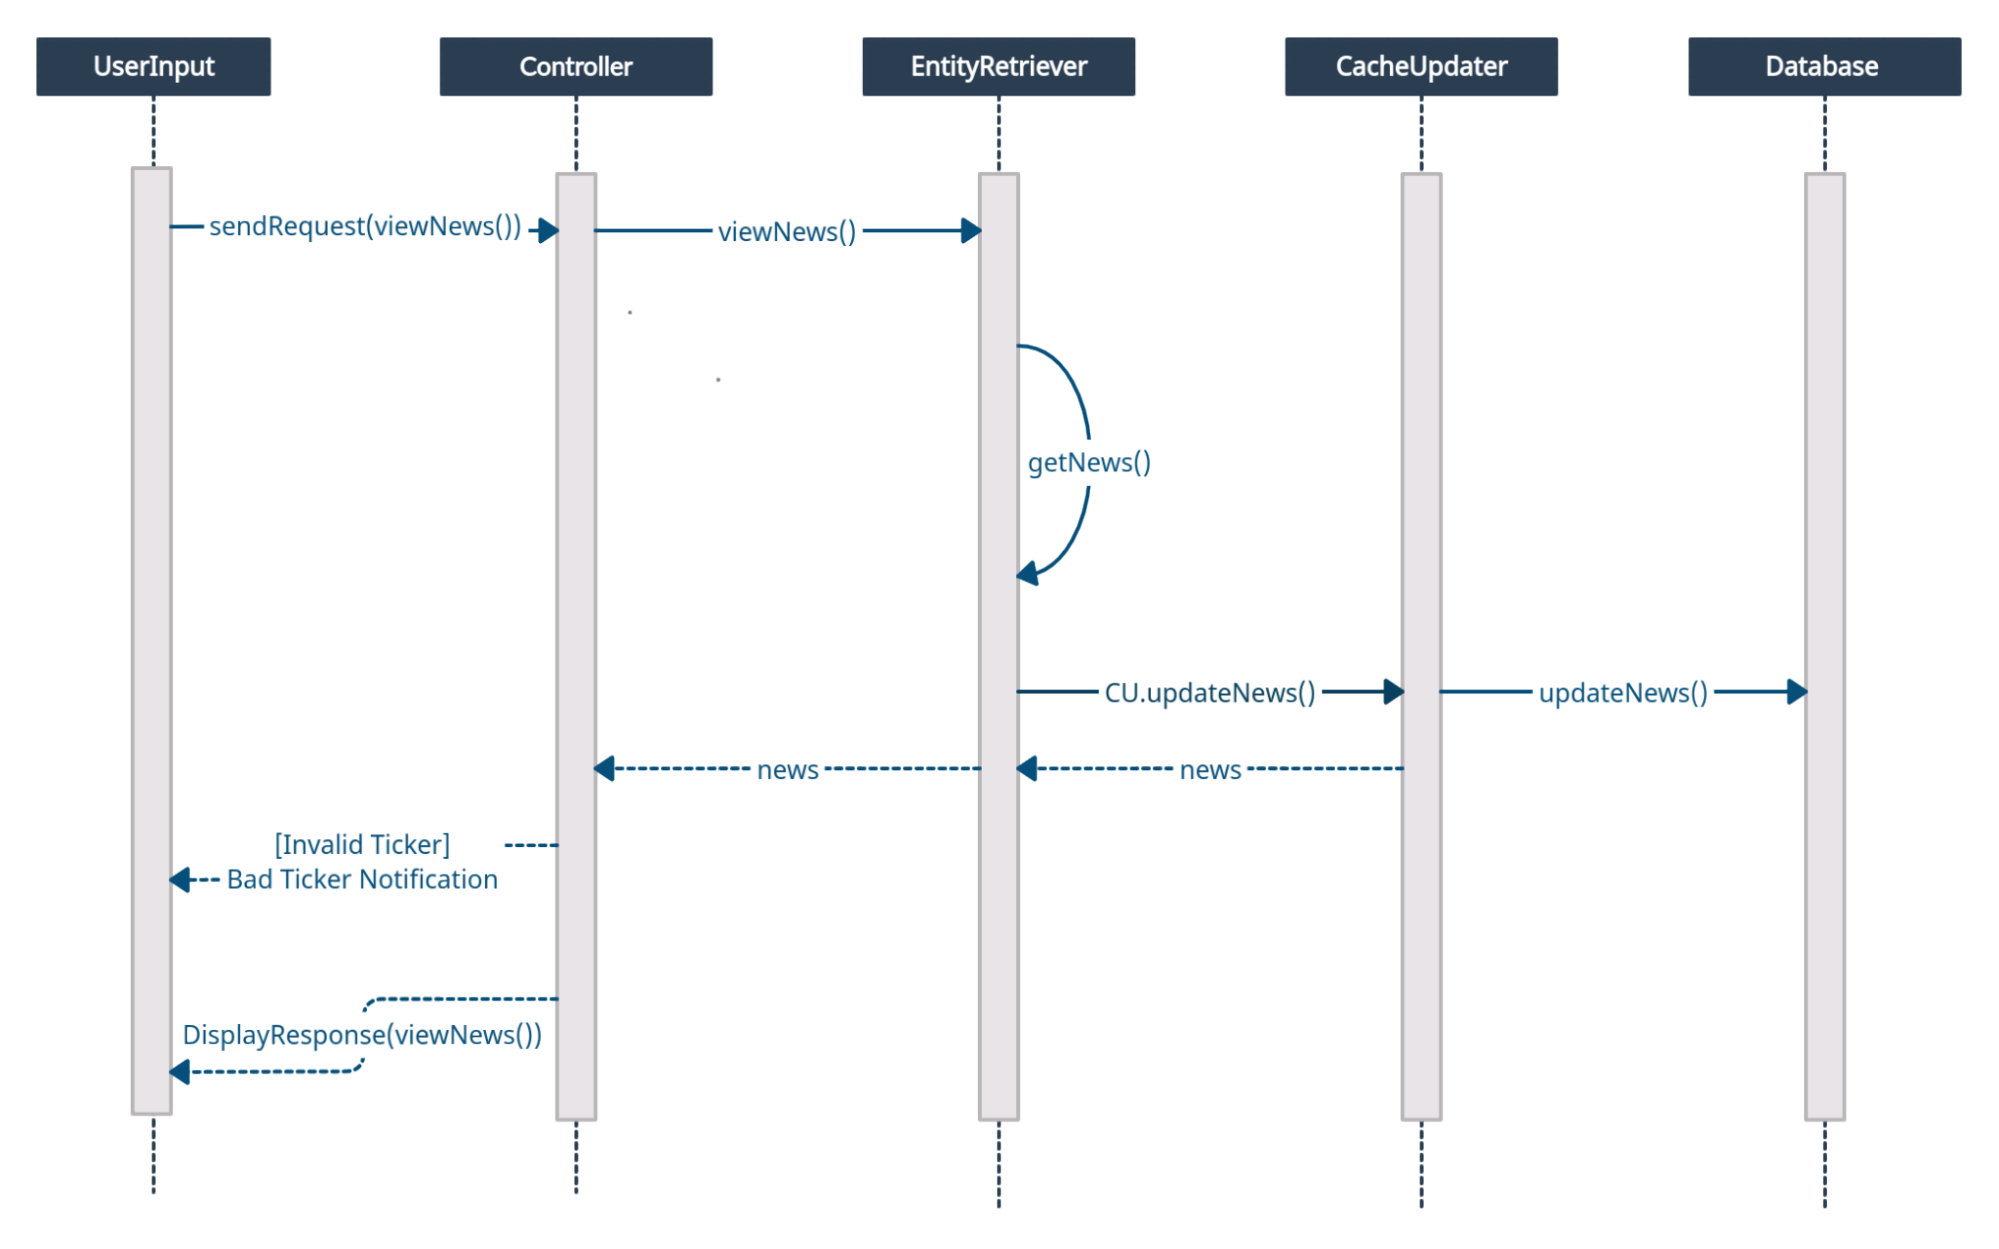 UserInput
Controller
EntityRetriever
CacheUpdater
Database
sendRequest(viewNews())
viewNews()
getNews()
CU.updateNews()
updateNews()
news
news
[Invalid Ticker]
Bad Ticker Notification
DisplayResponse(viewNews())